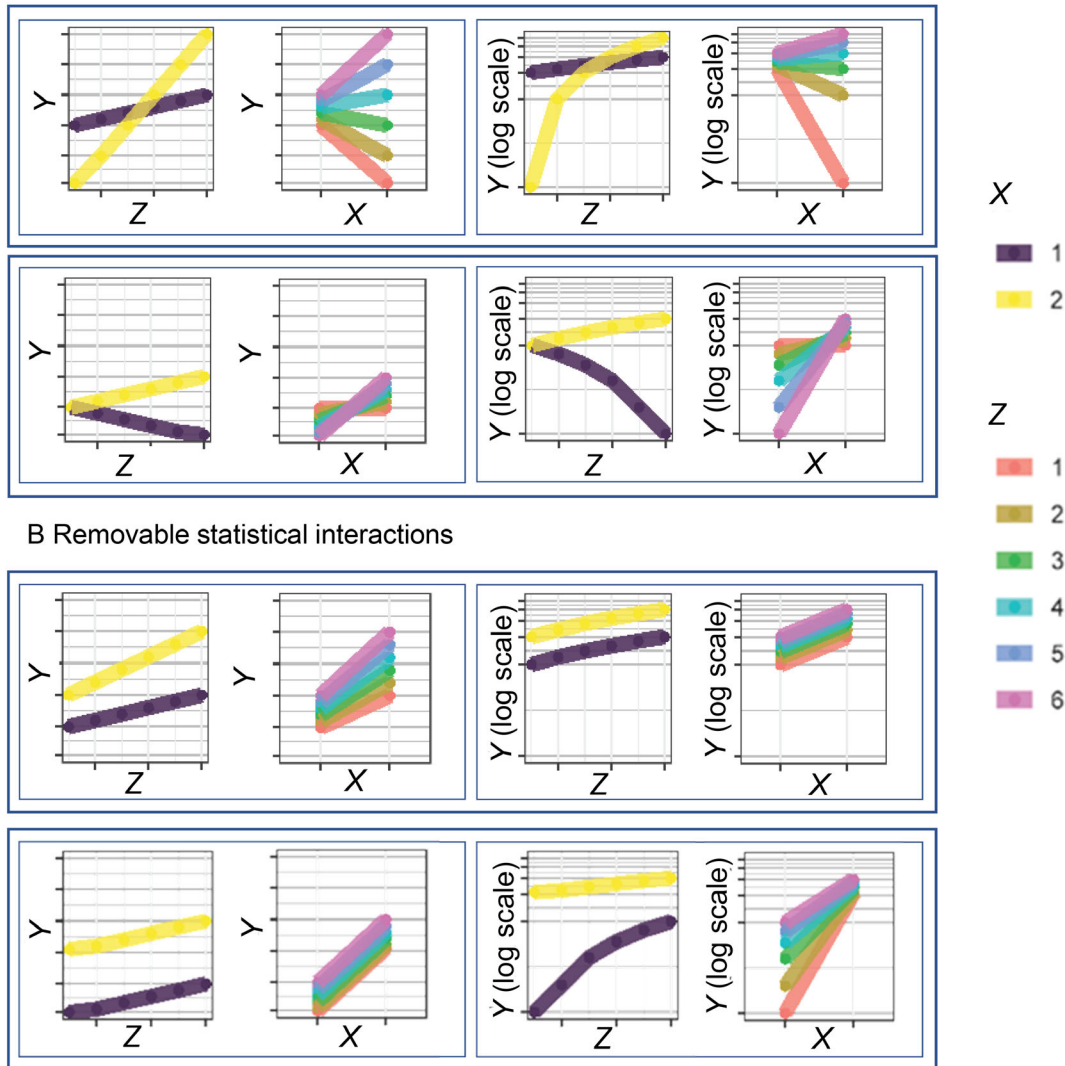 Y
Z
Y
X
Y (log scale)
Z
Y (log scale)
X
Y
Z
Y
X
Y (log scale)
Z
Y (log scale)
X
B Removable statistical interactions
Y
Z
Y
X
Y (log scale)
Z
Y (log scale)
X
Y
Z
Y
X
Y (log scale)
Z
Y (log scale)
X
X
1
2
Z
1
2
3
4
5
6